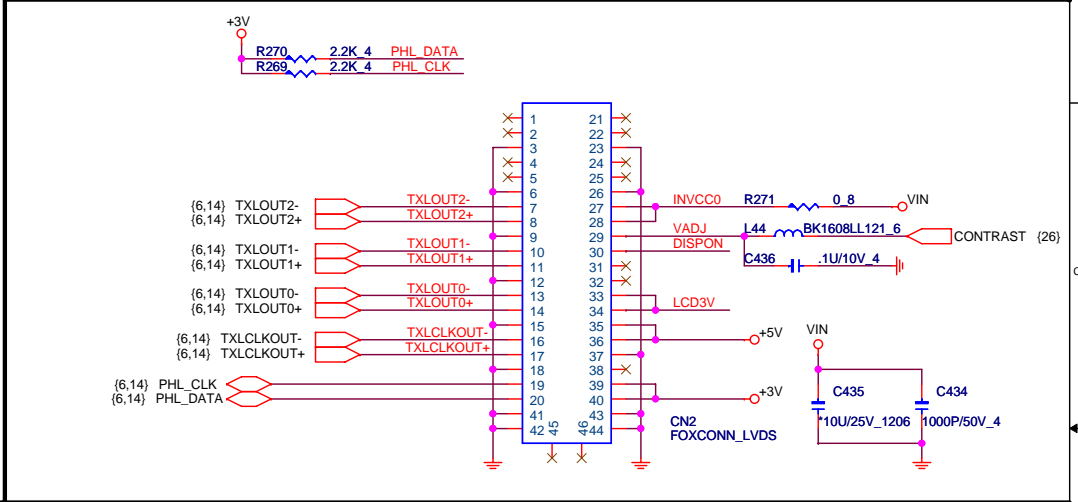 +3V
R270 2.2K_4 PHL_DATA
R269 2.2K_4 PHL_CLK
1 21
2 22
3 23
4 24
5 25
6 26
{6,14} TXLOUT2- TXLOUT2- 7 27 INVCC0 R271 0_8 VIN
{6,14} TXLOUT2+ TXLOUT2+ 8 28
9 29 VADJ L44 BK1608LL121_6 CONTRAST {26}
{6,14} TXLOUT1- TXLOUT1- 10 30 DISPON
{6,14} TXLOUT1+ TXLOUT1+ 11 31 C436 .1U/10V_4
12 32
{6,14} TXLOUT0- TXLOUT0- 13 33
{6,14} TXLOUT0+ TXLOUT0+ 14 34 LCD3V
15 35
{6,14} TXLCLKOUT- TXLCLKOUT- 16 36 +5V VIN
{6,14} TXLCLKOUT+ TXLCLKOUT+ 17 37
18 38
{6,14} PHL_CLK 19 39 C435 C434
{6,14} PHL_DATA 20 40 +3V
41 43 CN2 *10U/25V_1206 1000P/50V_4
42 45 46 44 FOXCONN_LVDS